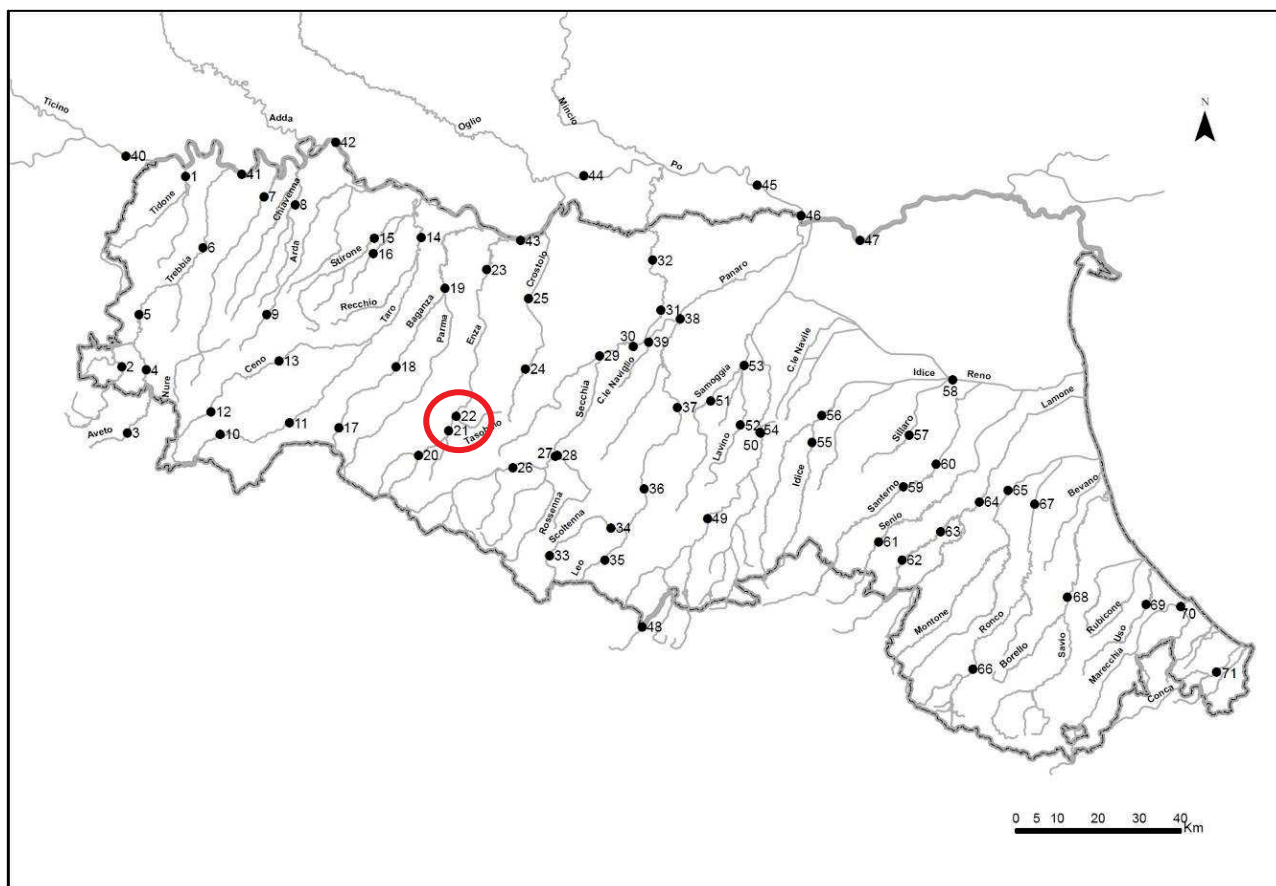 N
Ticino
Adda
Oglio
Mincio
Po
42
40
1
41
44
45
7
8
Tidone
Chiavenna
46
6
15
14
43
47
Trebbia
Arda
Stirone
16
Crostolo
32
Panaro
23
Recchio
Taro
Baganza
19
25
5
9
Parma
Enza
31
38
30
39
29
C.le Naviglio
C.le Navile
13
Ceno
18
24
Secchia
53
Samoggia
Idice
Reno
58
2
4
Nure
51
Lamone
12
22
37
56
Aveto
3
10
11
17
21
Tassobbio
52
54
50
Lavino
55
Sillaro
57
20
27
28
26
Idice
60
36
59
Santerno
64
65
67
Bevano
Rossenna
Scoltenna
34
49
Senio
63
61
33
Leo
35
62
48
Montone
Ronco
68
Rubicone
69
70
Uso
66
Borello
Savio
Marecchia
71
Conca
0 5 10 20 30 40
Km